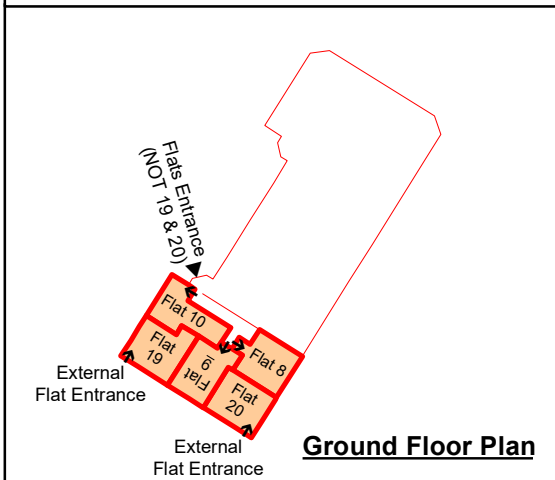 Flats Entrance
(NOT 19 & 20)
Flat 10
Flat
19
Flat
9
Flat 8
Flat
20
External
Flat Entrance
External
Flat Entrance
Ground Floor Plan